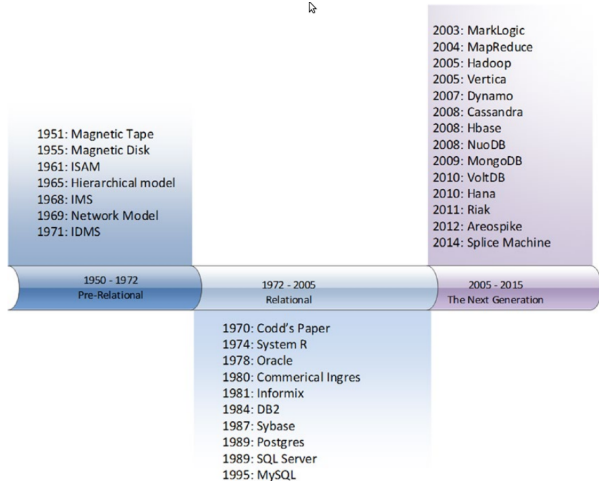 2003: MarkLogic
2004: MapReduce
2005: Hadoop
2005: Vertica
2007: Dynamo
2008: Cassandra
2008: Hbase
2008: NuoDB
2009: MongoDB
2010: VoltDB
2010: Hana
2011: Riak
2012: Areospike
2014: Splice Machine
1951: Magnetic Tape
1955: Magnetic Disk
1961: ISAM
1965: Hierarchical model
1968: IMS
1969: Network Model
1971: IDMS
1950 - 1972
Pre-Relational
1972 - 2005
Relational
2005 - 2015
The Next Generation
1970: Codd's Paper
1974: System R
1978: Oracle
1980: Commerical Ingres
1981: Informix
1984: DB2
1987: Sybase
1989: Postgres
1989: SQL Server
1995: MySQL